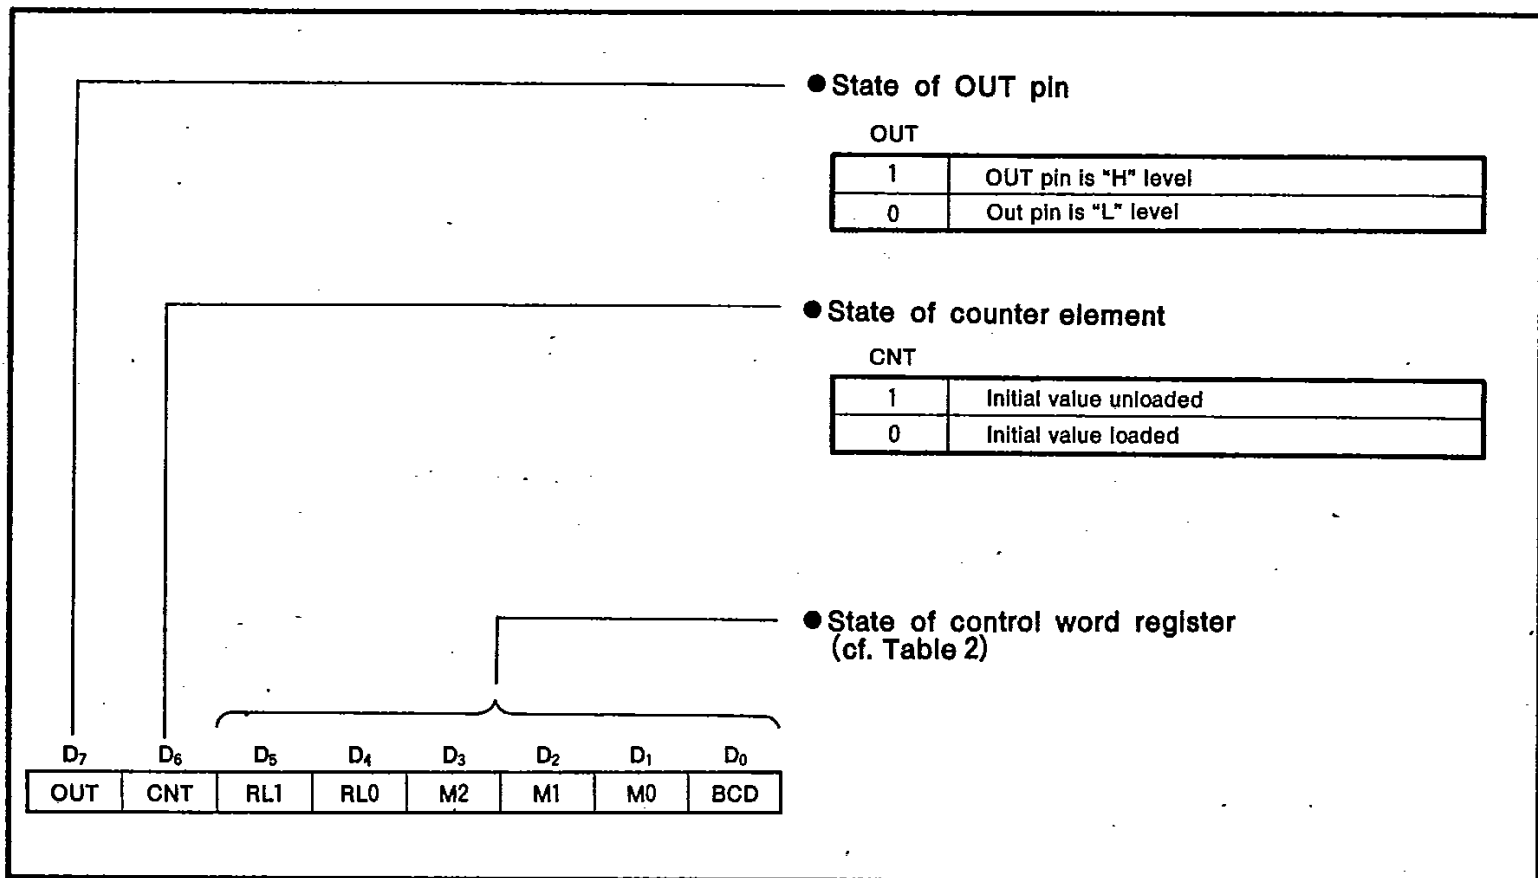 ● State of OUT pin
OUT
1 OUT pin is "H" level
0 Out pin is "L" level
● State of counter element
CNT
1 Initial value unloaded
0 Initial value loaded
● State of control word register
(cf. Table 2)
D₇ D₆ D₅ D₄ D₃ D₂ D₁ D₀
OUT CNT RL1 RL0 M2 M1 M0 BCD